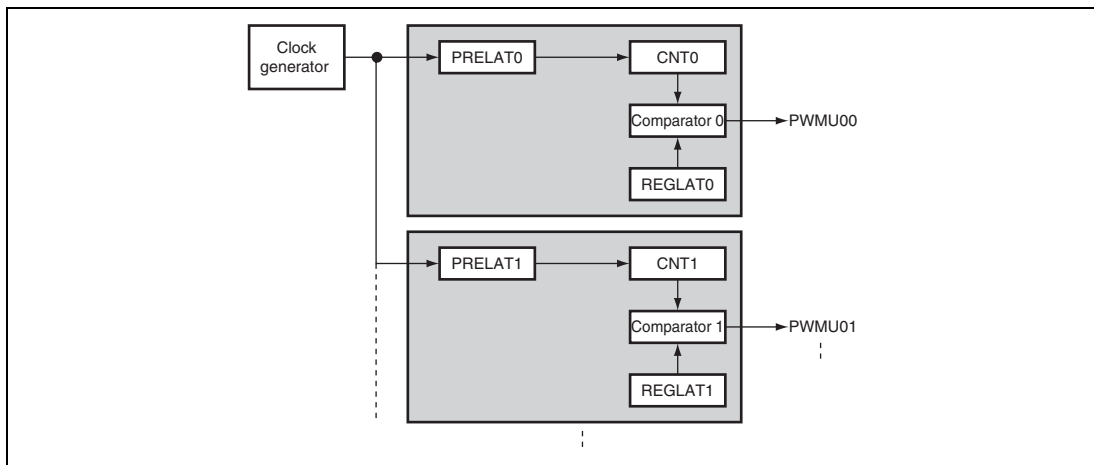 Clock
generator
PRELAT0
CNT0
Comparator 0
PWMU00
REGLAT0
PRELAT1
CNT1
Comparator 1
PWMU01
REGLAT1